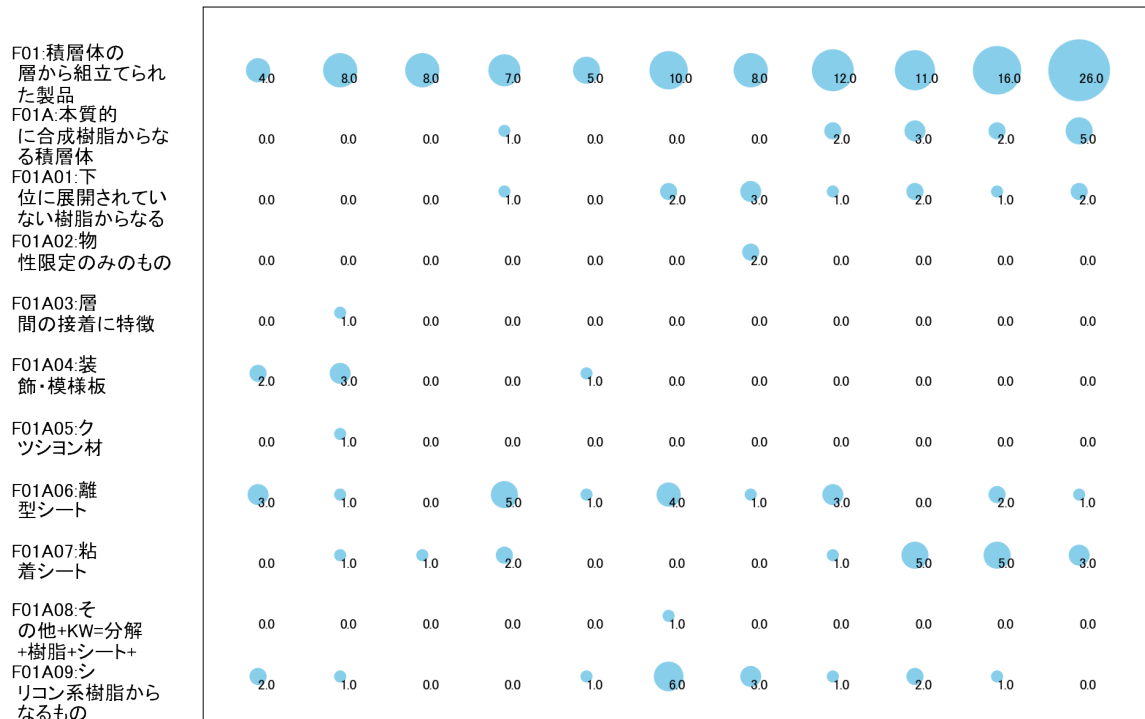 F01:積層体の
層から組立てられ
た製品
4.0 8.0 8.0 7.0 5.0 10.0 8.0 12.0 11.0 16.0 26.0
F01A:本質的
に合成樹脂からな
る積層体
0.0 0.0 0.0 1.0 0.0 0.0 0.0 2.0 3.0 2.0 5.0
F01A01:下
位に展開されてい
ない樹脂からなる
0.0 0.0 0.0 1.0 0.0 2.0 3.0 1.0 2.0 1.0 2.0
F01A02:物
性限定のみのもの
0.0 0.0 0.0 0.0 0.0 0.0 2.0 0.0 0.0 0.0 0.0
F01A03:層
間の接着に特徴
0.0 1.0 0.0 0.0 0.0 0.0 0.0 0.0 0.0 0.0 0.0
F01A04:装
飾・模様板
2.0 3.0 0.0 0.0 1.0 0.0 0.0 0.0 0.0 0.0 0.0
F01A05:ク
ツシヨン材
0.0 1.0 0.0 0.0 0.0 0.0 0.0 0.0 0.0 0.0 0.0
F01A06:離
型シート
3.0 1.0 0.0 5.0 1.0 4.0 1.0 3.0 0.0 2.0 1.0
F01A07:粘
着シート
0.0 1.0 1.0 2.0 0.0 0.0 0.0 1.0 5.0 5.0 3.0
F01A08:そ
の他+KW=分解
+樹脂+シート+
0.0 0.0 0.0 0.0 0.0 1.0 0.0 0.0 0.0 0.0 0.0
F01A09:シ
リコン系樹脂から
なるもの
2.0 1.0 0.0 0.0 1.0 6.0 3.0 1.0 2.0 1.0 0.0